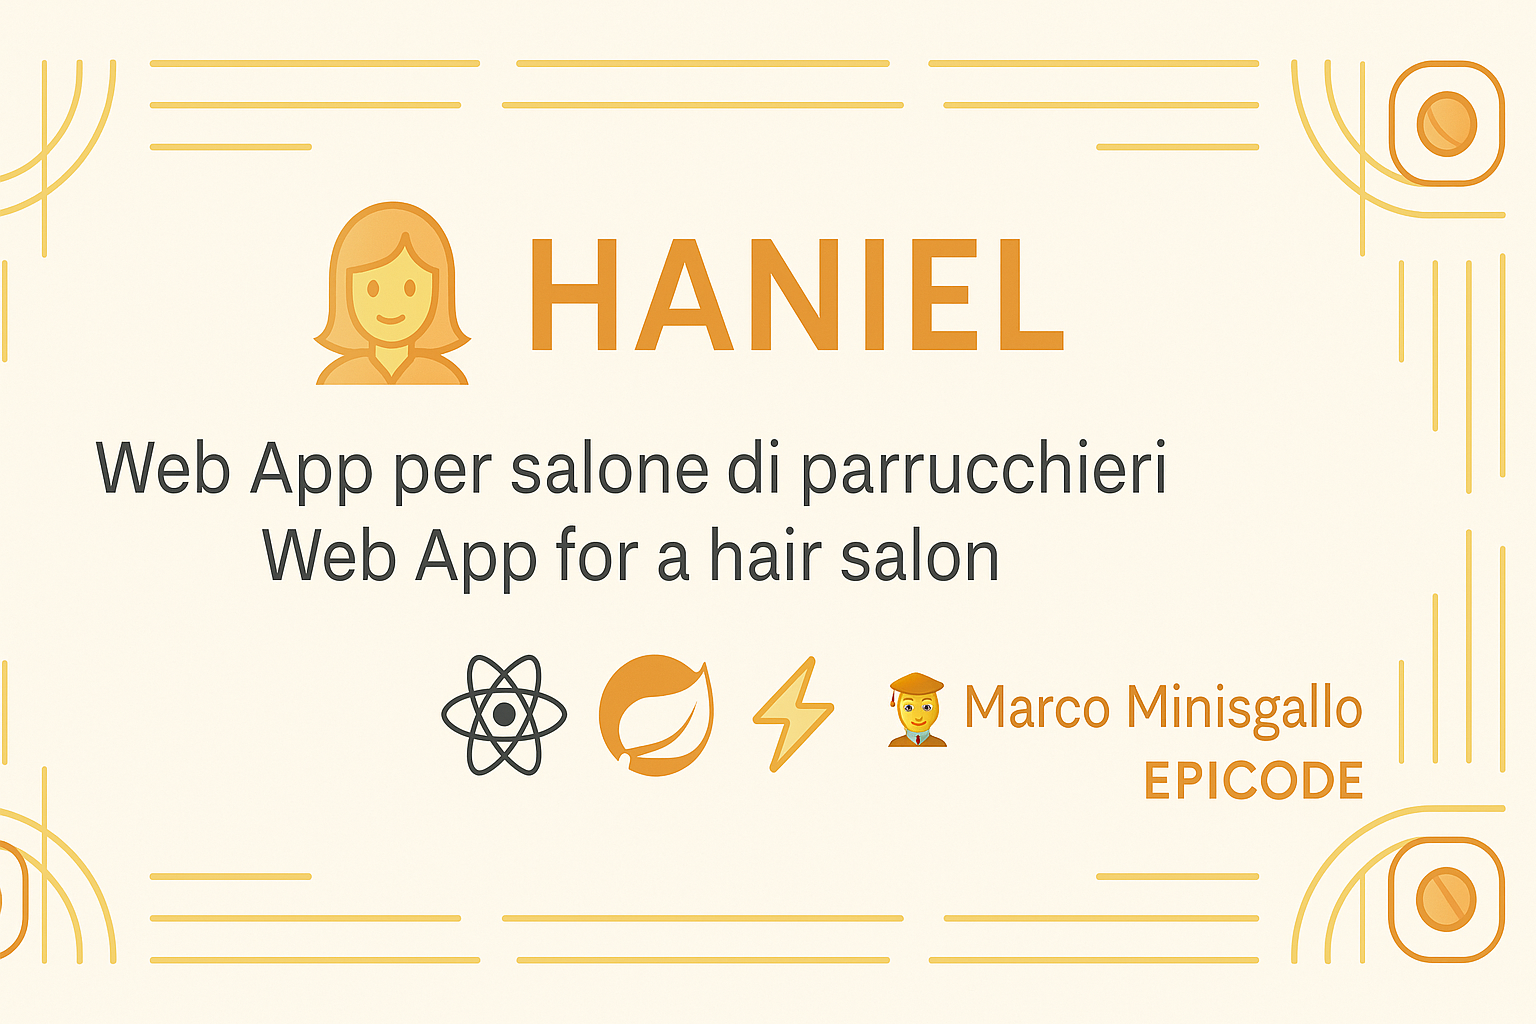 HANIEL
Web App per salone di parrucchieri
Web App for a hair salon
Marco Minisgallo
EPICODE